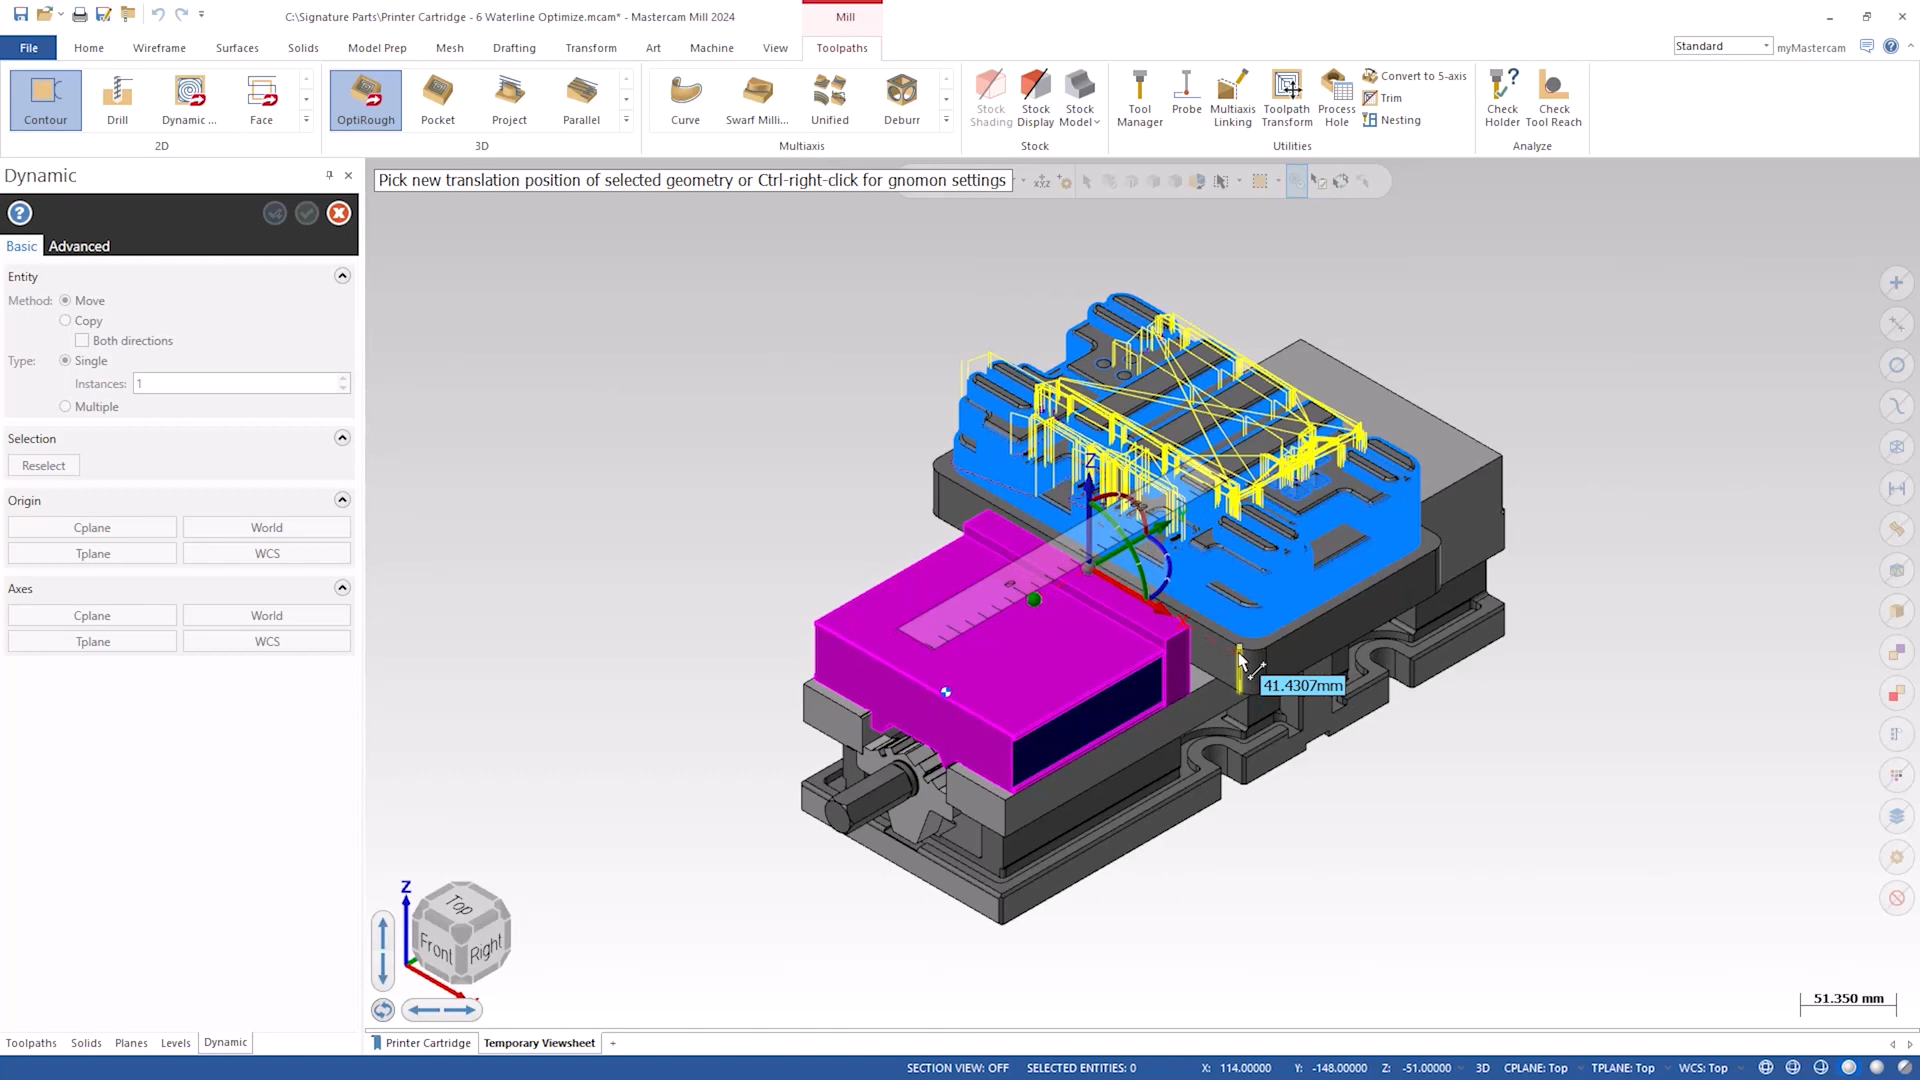 C:\Signature Parts\Printer Cartridge - 6 Waterline Optimize.mcam* - Mastercam Mill 2024
Mill
File
Home
Wireframe
Surfaces
Solids
Model Prep
Mesh
Drafting
Transform
Art
Machine
View
Toolpaths
Standard
myMastercam
Contour
Drill
Dynamic ...
Face
2D
OptiRough
Pocket
Project
Parallel
3D
Curve
Swarf Milli...
Unified
Deburr
Multiaxis
Stock Shading
Stock Display
Stock Model
Stock
Tool Manager
Probe
Multiaxis Linking
Toolpath Transform
Process Hole
Convert to 5-axis
Trim
Nesting
Utilities
Check Holder
Check Tool Reach
Analyze
Dynamic
Basic
Advanced
Entity
Method:
Move
Copy
Both directions
Type:
Single
Instances:
1
Multiple
Selection
Reselect
Origin
Cplane
World
Tplane
WCS
Axes
Cplane
World
Tplane
WCS
Pick new translation position of selected geometry or Ctrl-right-click for gnomon settings
Z
0
X
41.4307mm
Z
Top
Front
Right
51.350 mm
Toolpaths
Solids
Planes
Levels
Dynamic
Printer Cartridge
Temporary Viewsheet
+
SECTION VIEW: OFF
SELECTED ENTITIES: 0
X: 114.00000
Y: -148.00000
Z: -51.00000
3D
CPLANE: Top
TPLANE: Top
WCS: Top